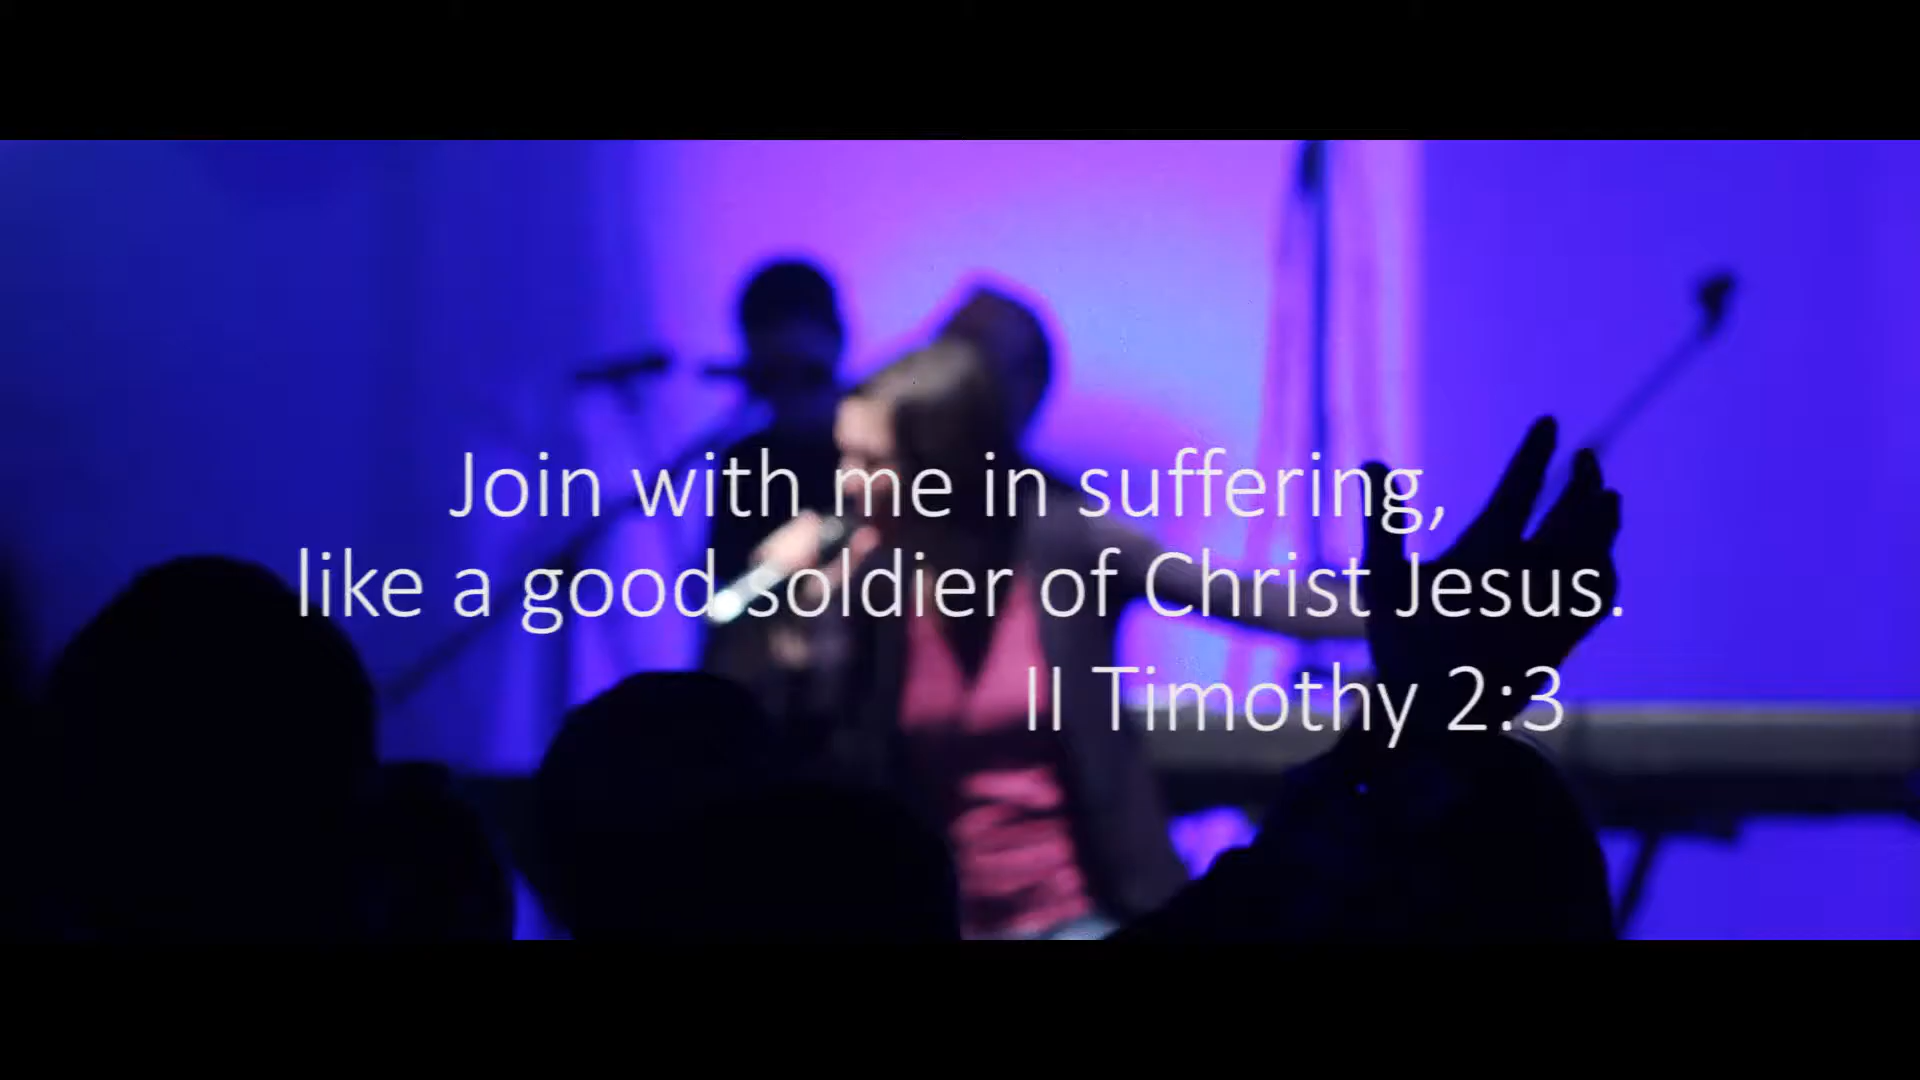 Join with me in suffering,
like a good soldier of Christ Jesus.
II Timothy 2:3